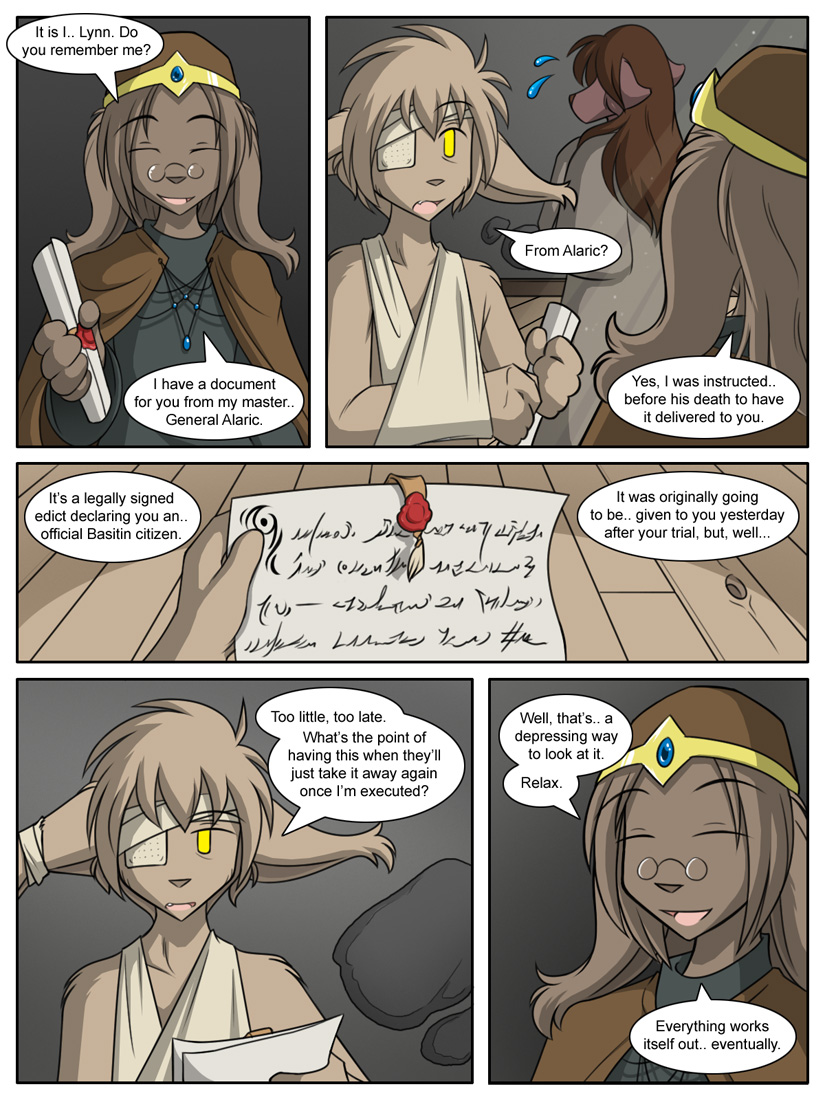 It is I.. Lynn. Do
you remember me?
I have a document
for you from my master..
General Alaric.
From Alaric?
Yes, I was instructed..
before his death to have
it delivered to you.
It's a legally signed
edict declaring you an..
official Basitin citizen.
It was originally going
to be.. given to you yesterday
after your trial, but, well...
Too little, too late.
What's the point of
having this when they'll
just take it away again
once I'm executed?
Well, that's.. a
depressing way
to look at it.
Relax.
Everything works
itself out.. eventually.